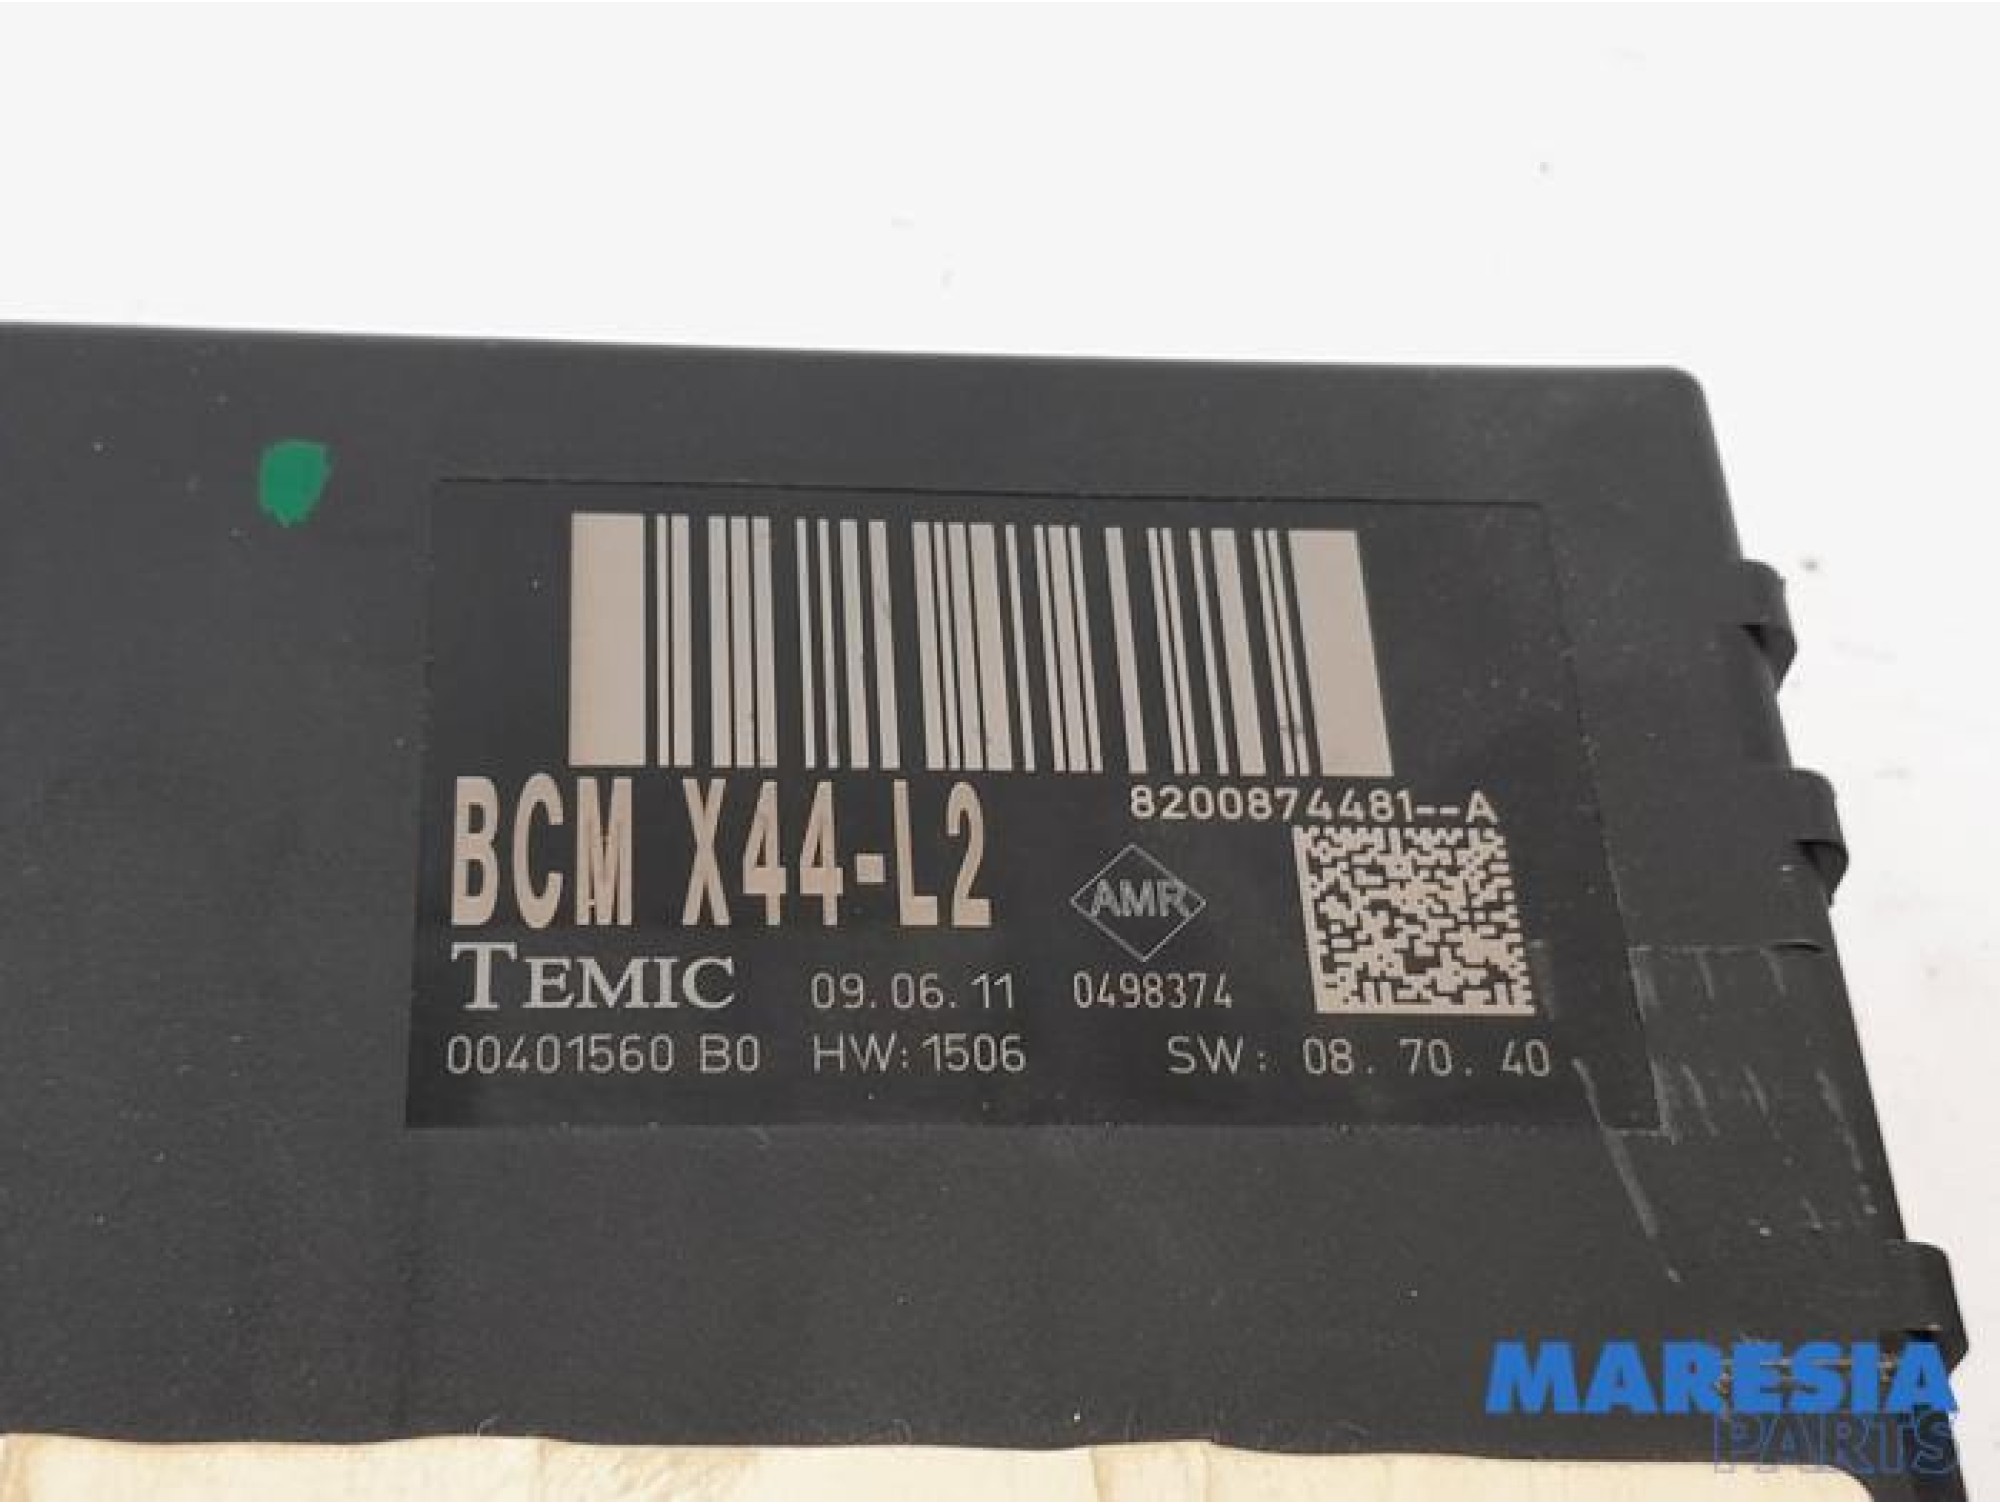 8200874481--A
BCM X44-L2
AMR
TEMIC 09.06.11 0498374
00401560 B0 HW:1506 SW: 08.70.40
MARESIA
PARTS